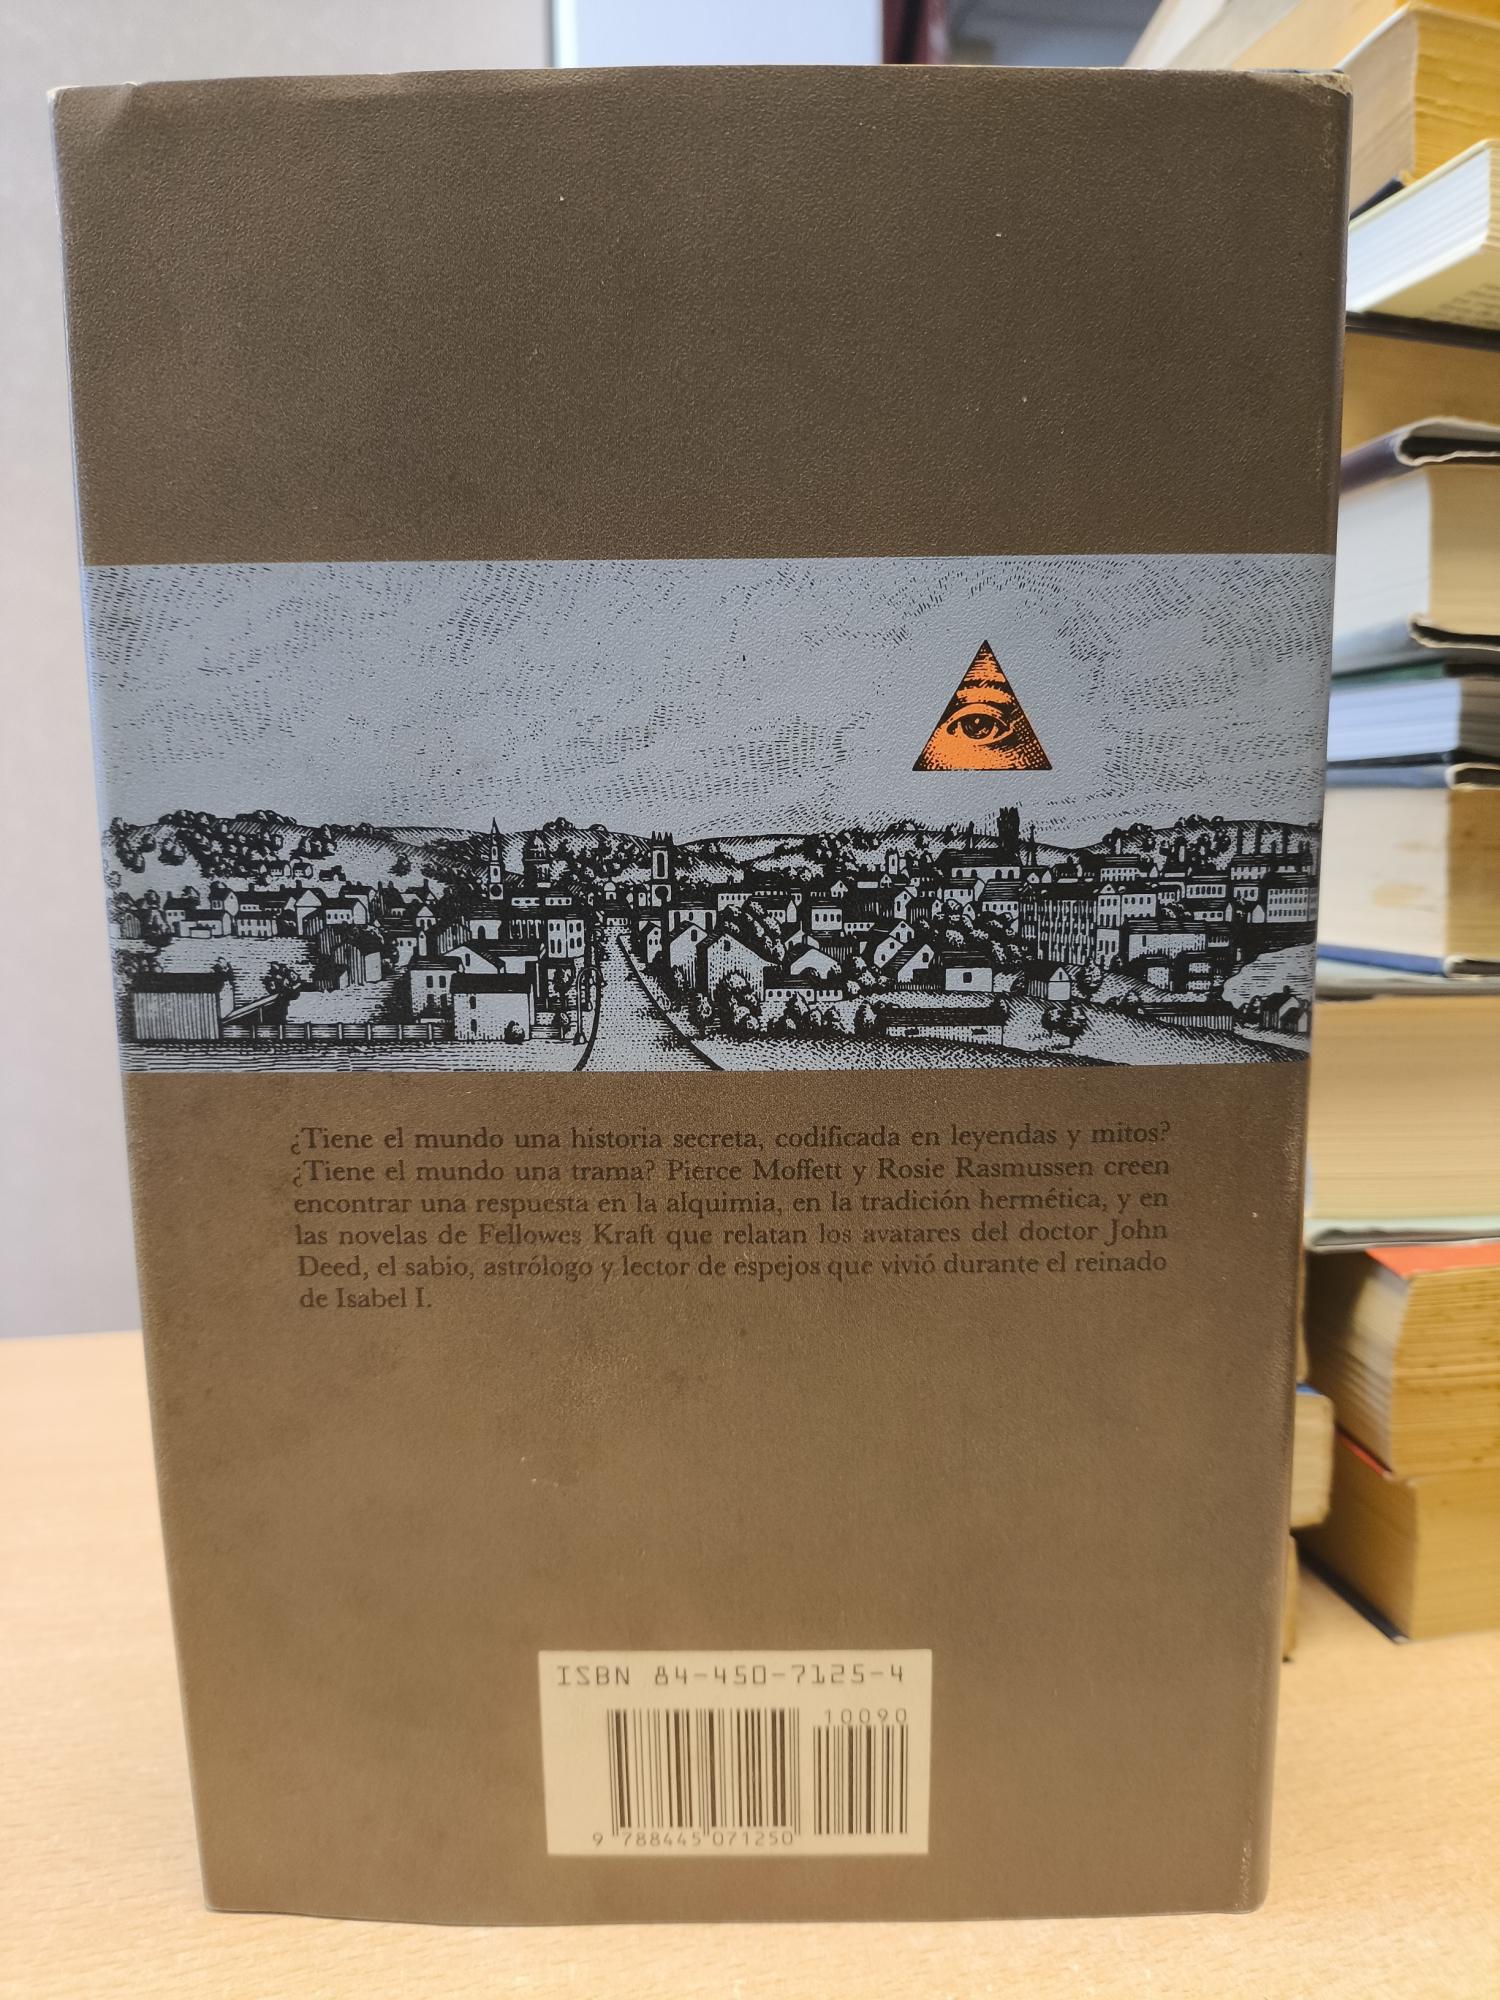 ¿Tiene el mundo una historia secreta, codificada en leyendas y mitos?
¿Tiene el mundo una trama? Pierce Moffett y Rosie Rasmussen creen
encontrar una respuesta en la alquimia, en la tradición hermética, y en
las novelas de Fellowes Kraft que relatan los avatares del doctor John
Deed, el sabio, astrólogo y lector de espejos que vivió durante el reinado
de Isabel I.
ISBN 84-450-7125-4
10090
9 788445 071250